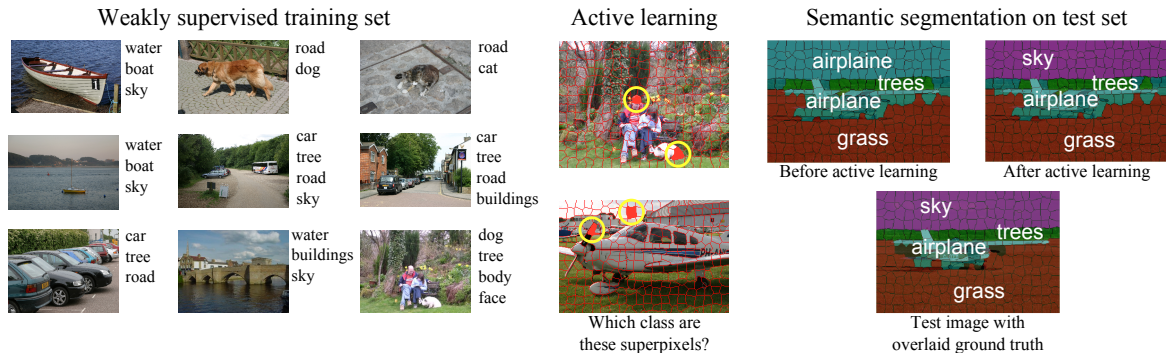 Weakly supervised training set
water
boat
sky
road
dog
road
cat
water
boat
sky
car
tree
road
sky
car
tree
road
buildings
car
tree
road
water
buildings
sky
dog
tree
body
face
Active learning
Which class are
these superpixels?
Semantic segmentation on test set
airplaine
trees
airplane
grass
Before active learning
sky
trees
airplane
grass
After active learning
sky
trees
airplane
grass
Test image with
overlaid ground truth